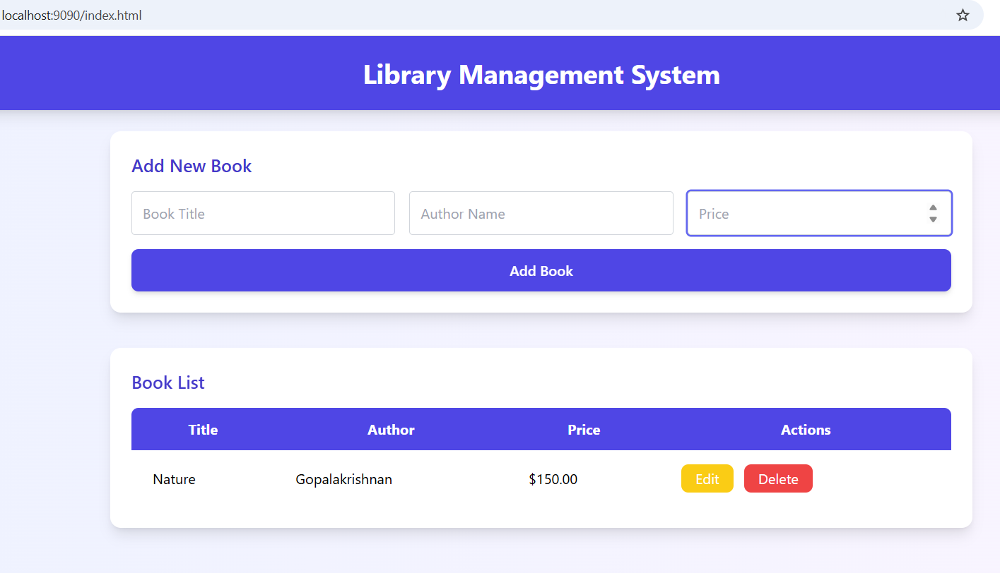 localhost:9090/index.html
Library Management System
Add New Book
Book Title Author Name Price
Add Book
Book List
Title Author Price Actions
Nature Gopalakrishnan $150.00 Edit Delete